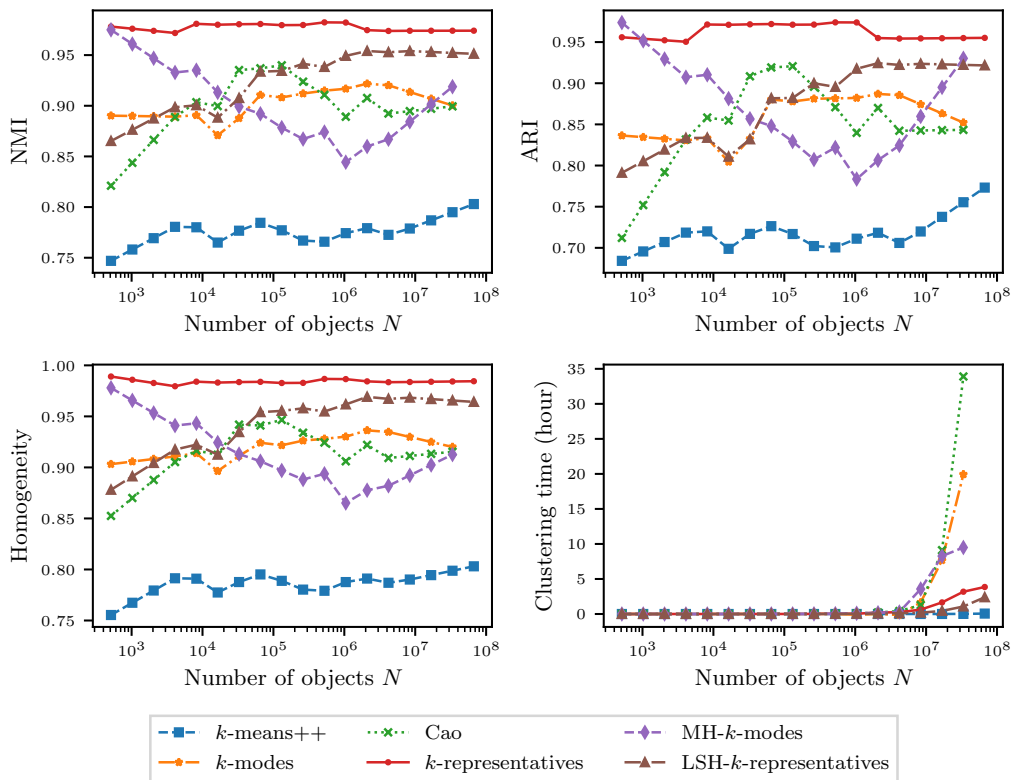 NMI
0.95
0.90
0.85
0.80
0.75
10³ 10⁴ 10⁵ 10⁶ 10⁷ 10⁸
Number of objects N
ARI
0.95
0.90
0.85
0.80
0.75
0.70
10³ 10⁴ 10⁵ 10⁶ 10⁷ 10⁸
Number of objects N
Homogeneity
1.00
0.95
0.90
0.85
0.80
0.75
10³ 10⁴ 10⁵ 10⁶ 10⁷ 10⁸
Number of objects N
Clustering time (hour)
35
30
25
20
15
10
5
0
10³ 10⁴ 10⁵ 10⁶ 10⁷ 10⁸
Number of objects N
k-means++ Cao MH-k-modes
k-modes k-representatives LSH-k-representatives